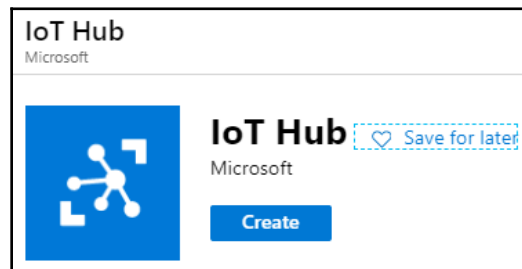 IoT Hub
Microsoft
IoT Hub Save for later
Microsoft
Create